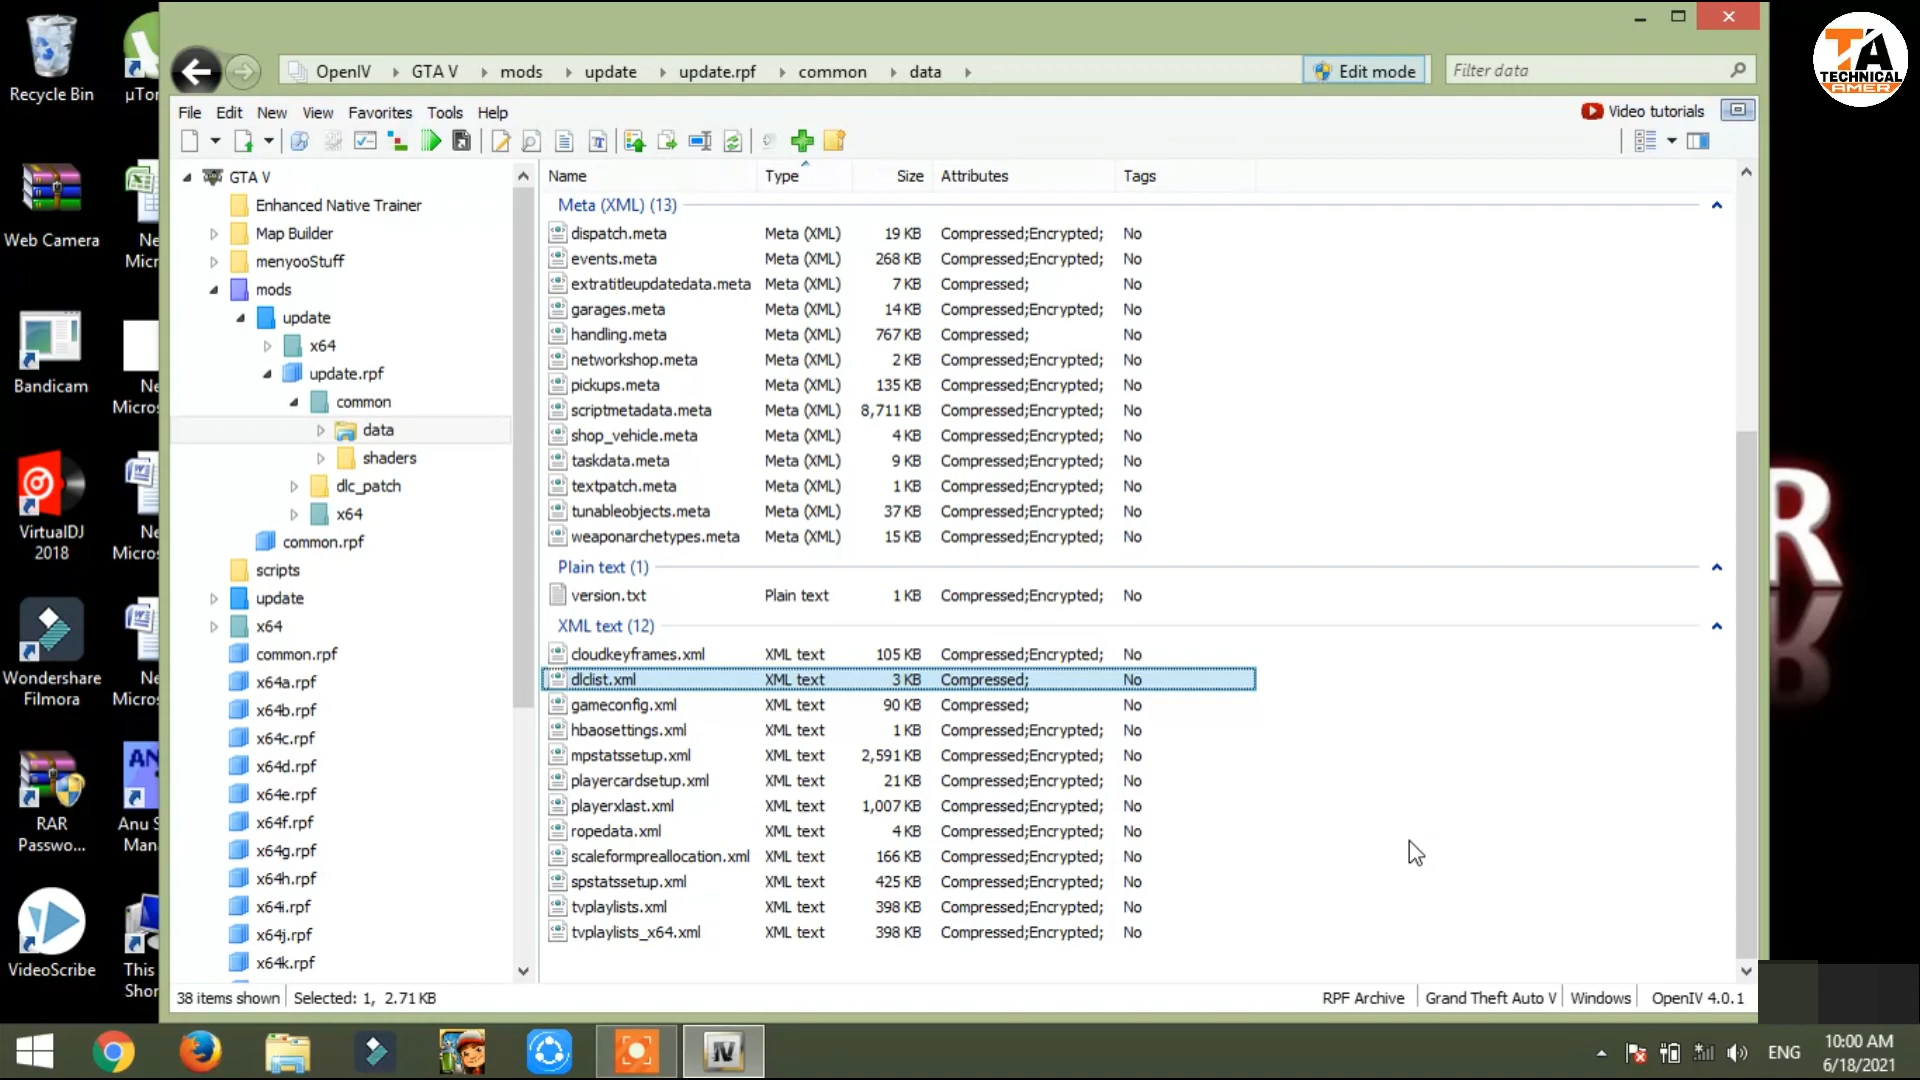 Recycle Bin
µTor
Web Camera
Ne
Micr
Bandicam
Ne
Micros
VirtualDJ
2018
Ne
Micros
Wondershare
Filmora
Ne
Micros
RAR
Passwo...
AN
Anu S
Man
VideoScribe
This
Shor
TA
TECHNICAL
AMER
R
OpenIV
GTA V
mods
update
update.rpf
common
data
Edit mode
Filter data
File
Edit
New
View
Favorites
Tools
Help
Video tutorials
GTA V
Enhanced Native Trainer
Map Builder
menyooStuff
mods
update
x64
update.rpf
common
data
shaders
dlc_patch
x64
common.rpf
scripts
update
x64
common.rpf
x64a.rpf
x64b.rpf
x64c.rpf
x64d.rpf
x64e.rpf
x64f.rpf
x64g.rpf
x64h.rpf
x64i.rpf
x64j.rpf
x64k.rpf
Name Type Size Attributes Tags
Meta (XML) (13)
dispatch.meta Meta (XML) 19 KB Compressed;Encrypted; No
events.meta Meta (XML) 268 KB Compressed;Encrypted; No
extratitleupdatedata.meta Meta (XML) 7 KB Compressed; No
garages.meta Meta (XML) 14 KB Compressed;Encrypted; No
handling.meta Meta (XML) 767 KB Compressed; No
networkshop.meta Meta (XML) 2 KB Compressed;Encrypted; No
pickups.meta Meta (XML) 135 KB Compressed;Encrypted; No
scriptmetadata.meta Meta (XML) 8,711 KB Compressed;Encrypted; No
shop_vehicle.meta Meta (XML) 4 KB Compressed;Encrypted; No
taskdata.meta Meta (XML) 9 KB Compressed;Encrypted; No
textpatch.meta Meta (XML) 1 KB Compressed;Encrypted; No
tunableobjects.meta Meta (XML) 37 KB Compressed;Encrypted; No
weaponarchetypes.meta Meta (XML) 15 KB Compressed;Encrypted; No
Plain text (1)
version.txt Plain text 1 KB Compressed;Encrypted; No
XML text (12)
cloudkeyframes.xml XML text 105 KB Compressed;Encrypted; No
dlclist.xml XML text 3 KB Compressed; No
gameconfig.xml XML text 90 KB Compressed; No
hbaosettings.xml XML text 1 KB Compressed;Encrypted; No
mpstatssetup.xml XML text 2,591 KB Compressed;Encrypted; No
playercardsetup.xml XML text 21 KB Compressed;Encrypted; No
playerxlast.xml XML text 1,007 KB Compressed;Encrypted; No
ropedata.xml XML text 4 KB Compressed;Encrypted; No
scaleformpreallocation.xml XML text 166 KB Compressed;Encrypted; No
spstatssetup.xml XML text 425 KB Compressed;Encrypted; No
tvplaylists.xml XML text 398 KB Compressed;Encrypted; No
tvplaylists_x64.xml XML text 398 KB Compressed;Encrypted; No
38 items shown
Selected: 1, 2.71 KB
RPF Archive
Grand Theft Auto V
Windows
OpenIV 4.0.1
IV
ENG
10:00 AM
6/18/2021